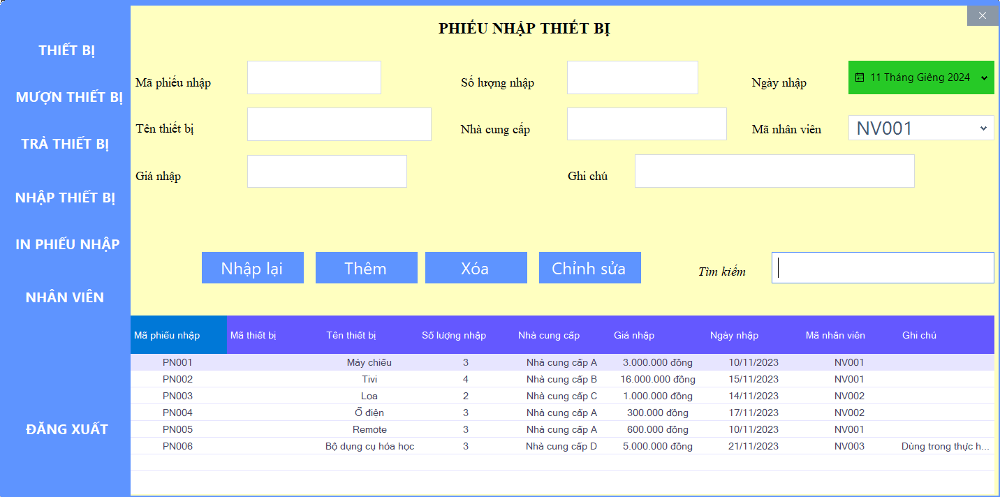 PHIẾU NHẬP THIẾT BỊ
THIẾT BỊ
MƯỢN THIẾT BỊ
TRẢ THIẾT BỊ
NHẬP THIẾT BỊ
IN PHIẾU NHẬP
NHÂN VIÊN
ĐĂNG XUẤT
Mã phiếu nhập Số lượng nhập Ngày nhập 11 Tháng Giêng 2024
Tên thiết bị Nhà cung cấp Mã nhân viên NV001
Giá nhập Ghi chú
Nhập lại Thêm Xóa Chỉnh sửa Tìm kiếm
Mã phiếu nhập Mã thiết bị Tên thiết bị Số lượng nhập Nhà cung cấp Giá nhập Ngày nhập Mã nhân viên Ghi chú
PN001 Máy chiếu 3 Nhà cung cấp A 3.000.000 đồng 10/11/2023 NV001
PN002 Tivi 4 Nhà cung cấp B 16.000.000 đồng 15/11/2023 NV001
PN003 Loa 2 Nhà cung cấp C 1.000.000 đồng 14/11/2023 NV002
PN004 Ổ điện 3 Nhà cung cấp A 300.000 đồng 17/11/2023 NV002
PN005 Remote 3 Nhà cung cấp A 600.000 đồng 10/11/2023 NV001
PN006 Bộ dụng cụ hóa học 3 Nhà cung cấp D 5.000.000 đồng 21/11/2023 NV003 Dùng trong thực h...